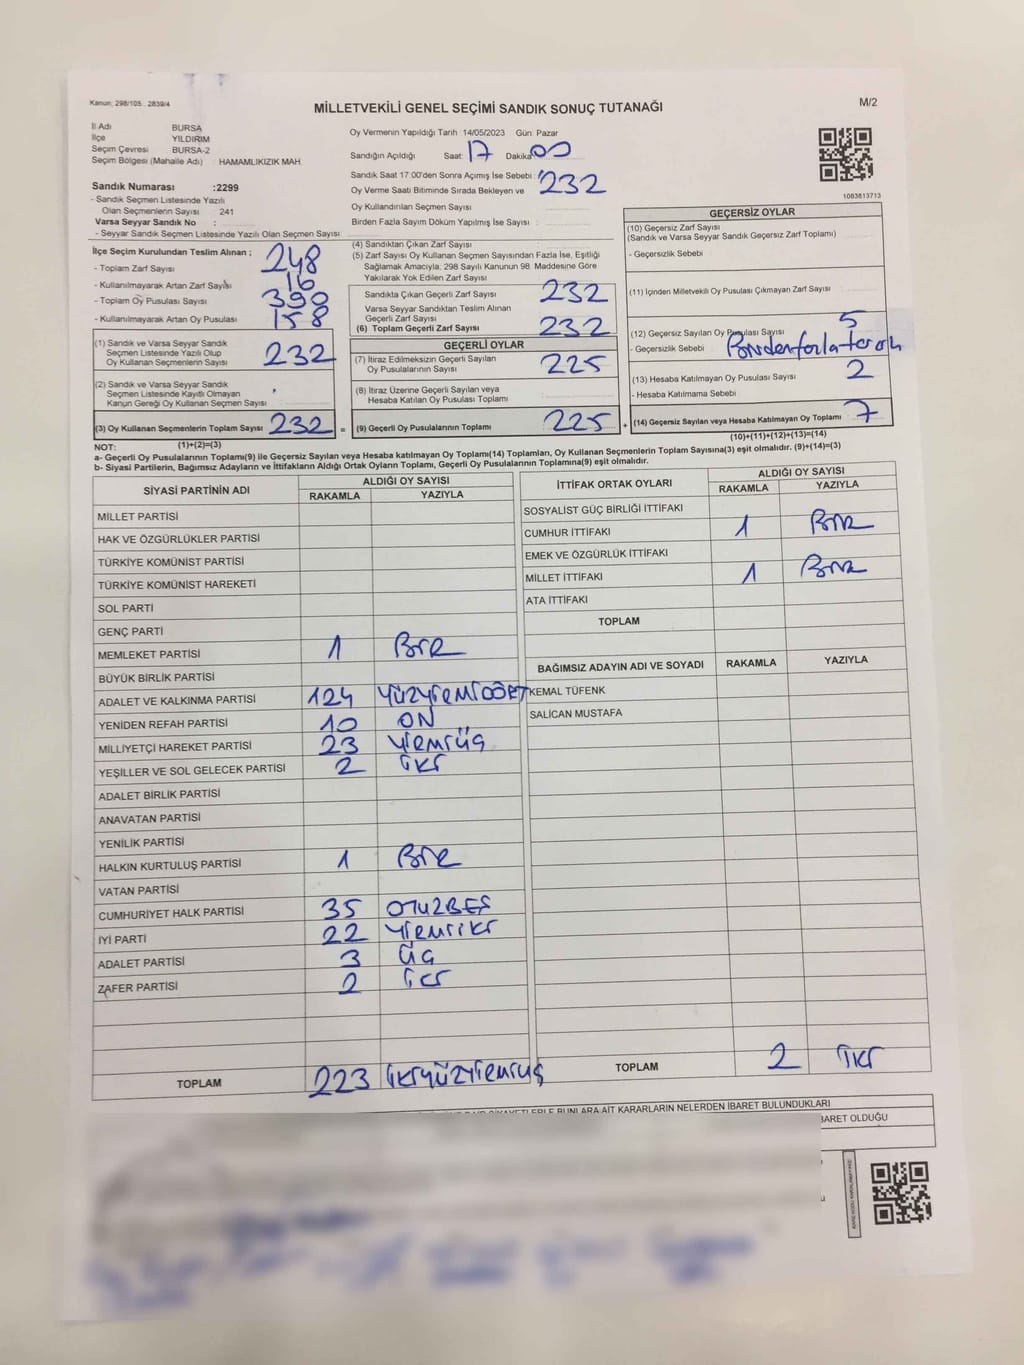 Kanun: 298/105 , 2839/4
MİLLETVEKİLİ GENEL SEÇİMİ SANDIK SONUÇ TUTANAĞI
M/2
İl Adı BURSA
İlçe YILDIRIM
Seçim Çevresi BURSA-2
Seçim Bölgesi (Mahalle Adı) : HAMAMLIKIZIK MAH.
Oy Vermenin Yapıldığı Tarih 14/05/2023 Gün Pazar
Sandığın Açıldığı Saat 17 Dakika 00
Sandık Saat 17:00'den Sonra Açımış İse Sebebi :
Oy Verme Saati Bitiminde Sırada Bekleyen ve 232
Oy Kullandırılan Seçmen Sayısı
Birden Fazla Sayım Döküm Yapılmış İse Sayısı :
1083813713
Sandık Numarası :2299
- Sandık Seçmen Listesinde Yazılı
Olan Seçmenlerin Sayısı 241
Varsa Seyyar Sandık No :
- Seyyar Sandık Seçmen Listesinde Yazılı Olan Seçmen Sayısı:
İlçe Seçim Kurulundan Teslim Alınan ;
- Toplam Zarf Sayısı 248
- Kullanılmayarak Artan Zarf Sayısı 16
- Toplam Oy Pusulası Sayısı 390
- Kullanılmayarak Artan Oy Pusulası 158
(1) Sandık ve Varsa Seyyar Sandık
Seçmen Listesinde Yazılı Olup
Oy Kullanan Seçmenlerin Sayısı 232
(2) Sandık ve Varsa Seyyar Sandık
Seçmen Listesinde Kayıtlı Olmayan
Kanun Gereği Oy Kullanan Seçmen Sayısı:
(3) Oy Kullanan Seçmenlerin Toplam Sayısı 232 =
(4) Sandıktan Çıkan Zarf Sayısı :
(5) Zarf Sayısı Oy Kullanan Seçmen Sayısından Fazla İse, Eşitliği
Sağlamak Amacıyla, 298 Sayılı Kanunun 98. Maddesine Göre
Yakılarak Yok Edilen Zarf Sayısı
Sandıkta Çıkan Geçerli Zarf Sayısı 232
Varsa Seyyar Sandıktan Teslim Alınan
Geçerli Zarf Sayısı
(6) Toplam Geçerli Zarf Sayısı 232
GEÇERLİ OYLAR
(7) İtiraz Edilmeksizin Geçerli Sayılan
Oy Pusulalarının Sayısı 225
(8) İtiraz Üzerine Geçerli Sayılan veya
Hesaba Katılan Oy Pusulası Toplamı
(9) Geçerli Oy Pusulalarının Toplamı 225 +
GEÇERSİZ OYLAR
(10) Geçersiz Zarf Sayısı
(Sandık ve Varsa Seyyar Sandık Geçersiz Zarf Toplamı)
- Geçersizlik Sebebi
(11) İçinden Milletvekili Oy Pusulası Çıkmayan Zarf Sayısı
(12) Geçersiz Sayılan Oy Pusulası Sayısı 5
- Geçersizlik Sebebi Birden fazla tercih
(13) Hesaba Katılmayan Oy Pusulası Sayısı 2
- Hesaba Katılmama Sebebi
(14) Geçersiz Sayılan veya Hesaba Katılmayan Oy Toplamı 7
NOT: (1)+(2)=(3)
(10)+(11)+(12)+(13)=(14)
a- Geçerli Oy Pusulalarının Toplamı(9) ile Geçersiz Sayılan veya Hesaba katılmayan Oy Toplamı(14) Toplamları, Oy Kullanan Seçmenlerin Toplam Sayısına(3) eşit olmalıdır. (9)+(14)=(3)
b- Siyasi Partilerin, Bağımsız Adayların ve İttifakların Aldığı Ortak Oyların Toplamı, Geçerli Oy Pusulalarının Toplamına(9) eşit olmalıdır.
SİYASİ PARTİNİN ADI ALDIĞI OY SAYISI
RAKAMLA YAZIYLA
MİLLET PARTİSİ
HAK VE ÖZGÜRLÜKLER PARTİSİ
TÜRKİYE KOMÜNİST PARTİSİ
TÜRKİYE KOMÜNİST HAREKETİ
SOL PARTİ
GENÇ PARTİ
MEMLEKET PARTİSİ 1 BİR
BÜYÜK BİRLİK PARTİSİ
ADALET VE KALKINMA PARTİSİ 124 YÜZYİRMİDÖRT
YENİDEN REFAH PARTİSİ 10 ON
MİLLİYETÇİ HAREKET PARTİSİ 23 YİRMİÜÇ
YEŞİLLER VE SOL GELECEK PARTİSİ 2 İKİ
ADALET BİRLİK PARTİSİ
ANAVATAN PARTİSİ
YENİLİK PARTİSİ
HALKIN KURTULUŞ PARTİSİ 1 BİR
VATAN PARTİSİ
CUMHURİYET HALK PARTİSİ 35 OTUZBEŞ
İYİ PARTİ 22 YİRMİİKİ
ADALET PARTİSİ 3 ÜÇ
ZAFER PARTİSİ 2 İKİ
TOPLAM 223 İKİYÜZYİRMİÜÇ
İTTİFAK ORTAK OYLARI ALDIĞI OY SAYISI
RAKAMLA YAZIYLA
SOSYALİST GÜÇ BİRLİĞİ İTTİFAKI
CUMHUR İTTİFAKI 1 BİR
EMEK VE ÖZGÜRLÜK İTTİFAKI
MİLLET İTTİFAKI 1 BİR
ATA İTTİFAKI
TOPLAM
BAĞIMSIZ ADAYIN ADI VE SOYADI RAKAMLA YAZIYLA
KEMAL TÜFENK
SALİCAN MUSTAFA
TOPLAM 2 İKİ
BUNLARA AİT KARARLARIN NELERDEN İBARET BULUNDUKLARI
BARET OLDUĞU